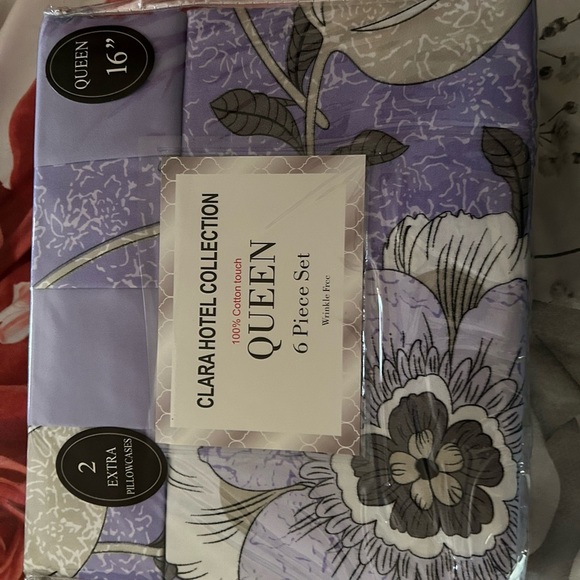 QUEEN
16”
CLARA HOTEL COLLECTION
100% Cotton touch
QUEEN
6 Piece Set
Wrinkle Free
2
EXTRA
PILLOWCASES